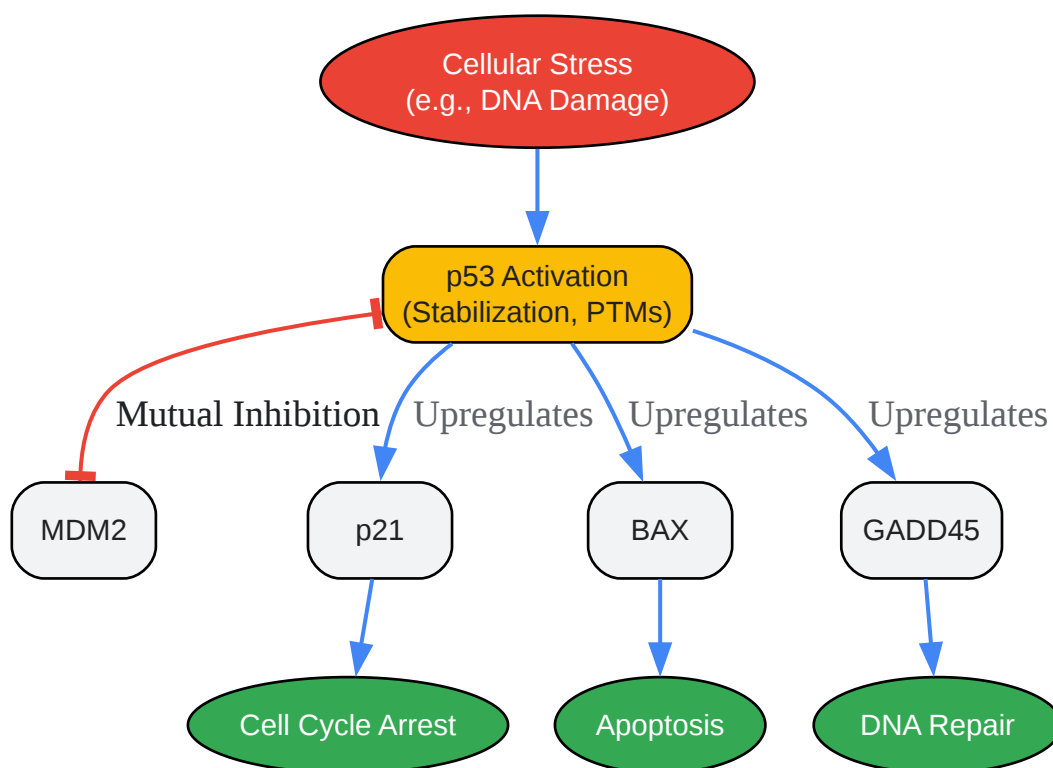 Cellular Stress
(e.g., DNA Damage)
p53 Activation
(Stabilization, PTMs)
Mutual Inhibition
Upregulates
Upregulates
Upregulates
MDM2
p21
BAX
GADD45
Cell Cycle Arrest
Apoptosis
DNA Repair